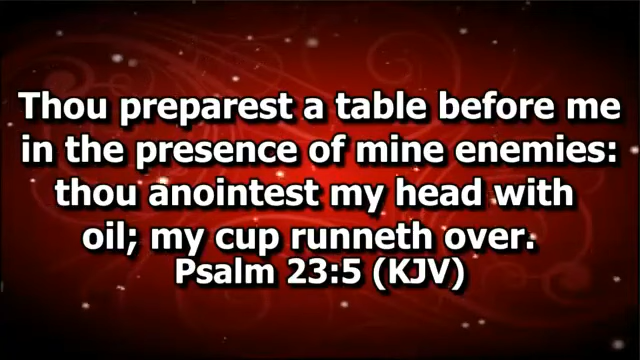 Thou preparest a table before me
in the presence of mine enemies:
thou anointest my head with
oil; my cup runneth over.
Psalm 23:5 (KJV)